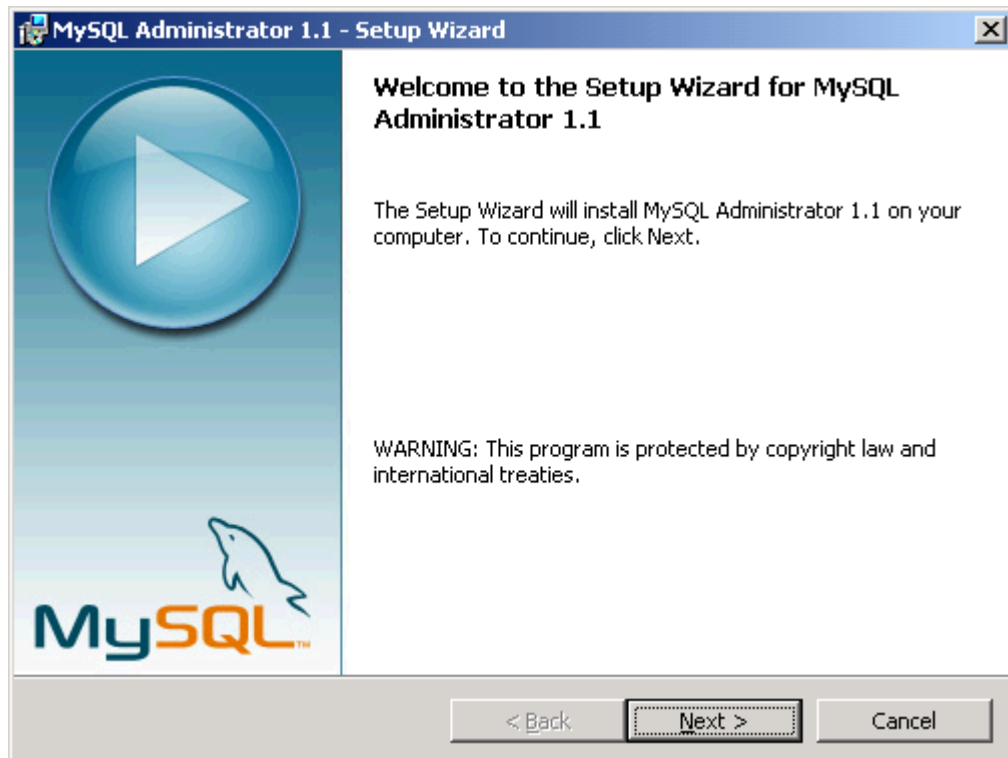 MySQL Administrator 1.1 - Setup Wizard
Welcome to the Setup Wizard for MySQL
Administrator 1.1
The Setup Wizard will install MySQL Administrator 1.1 on your
computer. To continue, click Next.
WARNING: This program is protected by copyright law and
international treaties.
MySQL™
< Back
Next >
Cancel